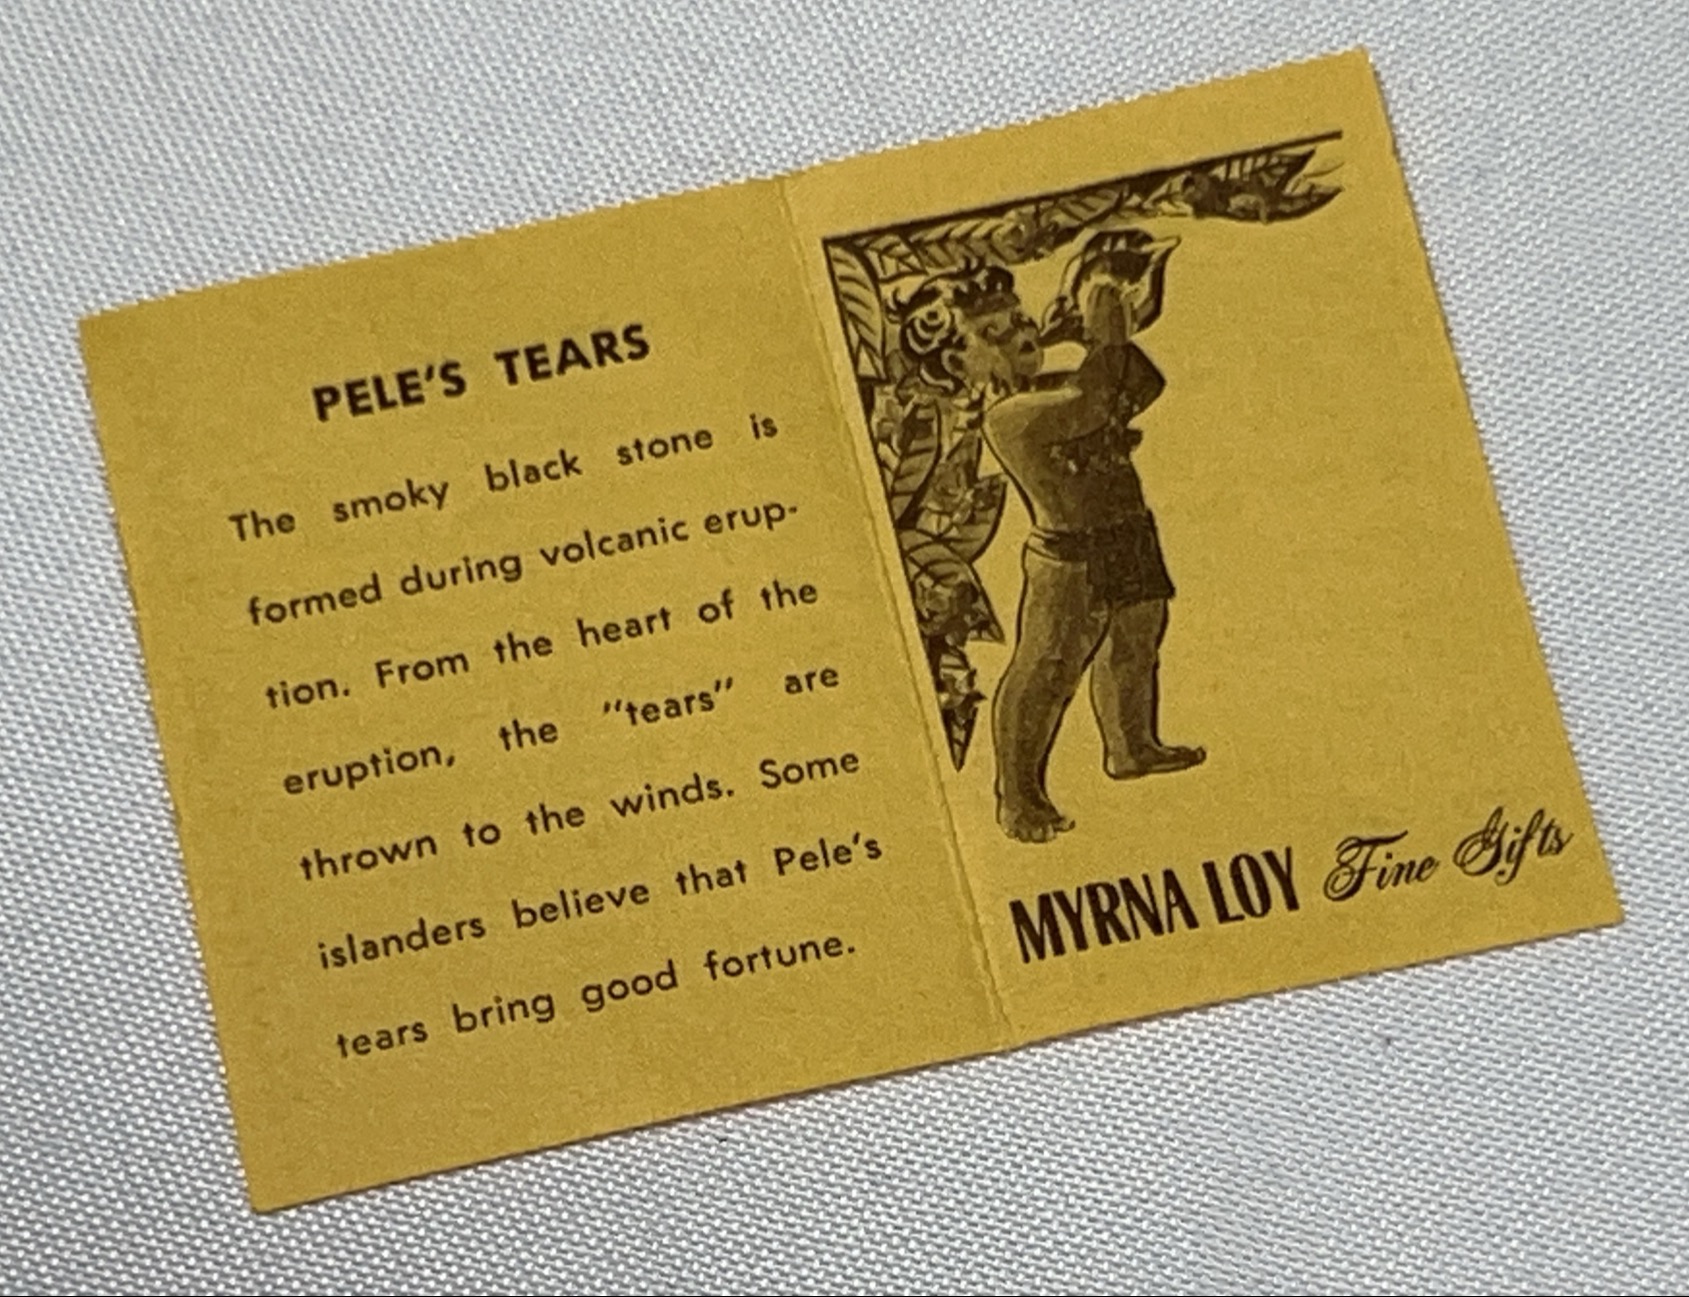 PELE'S TEARS
The smoky black stone is
formed during volcanic erup-
tion. From the heart of the
eruption, the "tears" are
thrown to the winds. Some
islanders believe that Pele's
tears bring good fortune.
MYRNA LOY Fine Gifts